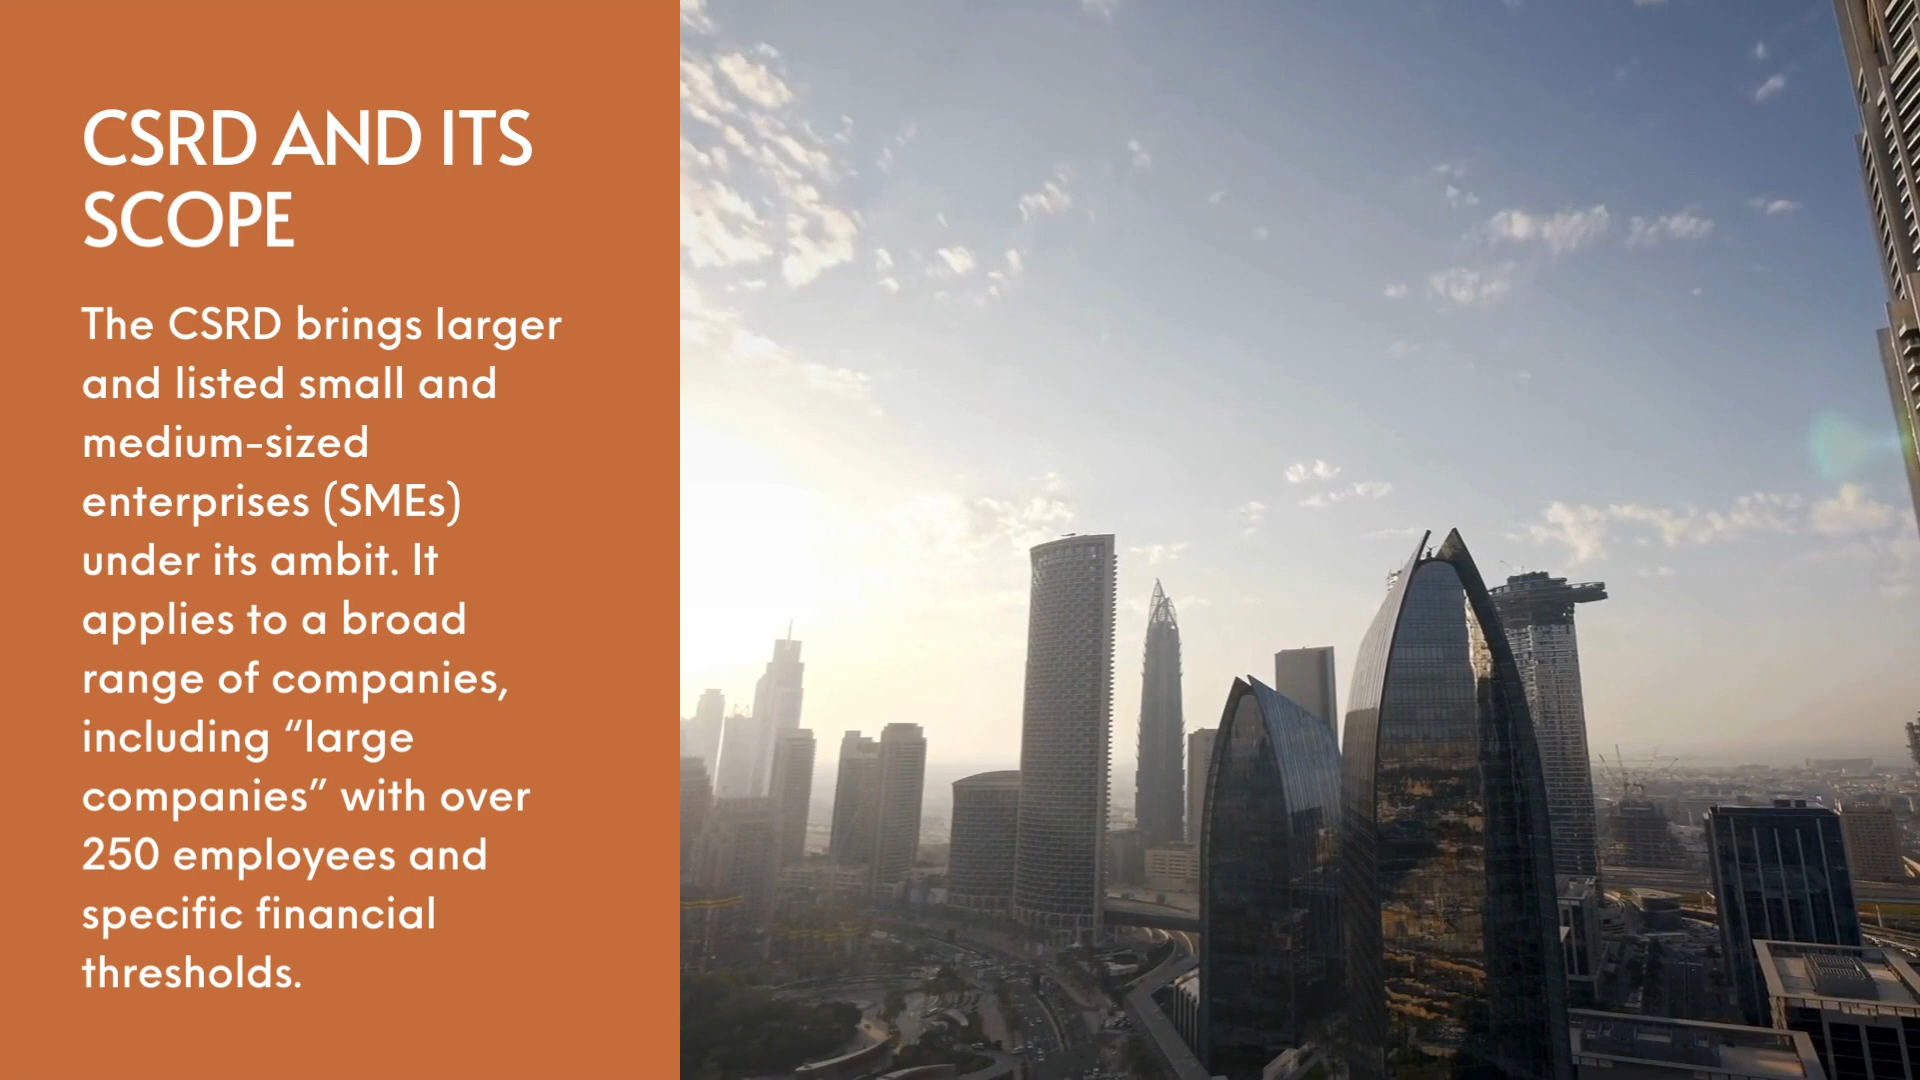 CSRD AND ITS
SCOPE
The CSRD brings larger
and listed small and
medium-sized
enterprises (SMEs)
under its ambit. It
applies to a broad
range of companies,
including “large
companies” with over
250 employees and
specific financial
thresholds.